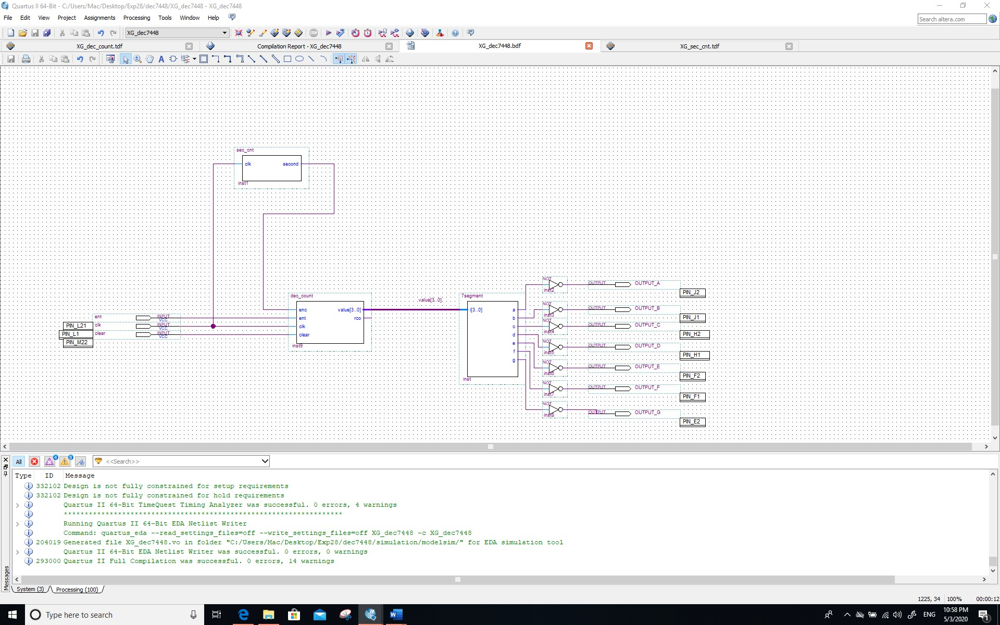 Quartus II 64-Bit - C:/Users/Mac/Desktop/Exp28/dec7448/XG_dec7448 - XG_dec7448
File Edit View Project Assignments Processing Tools Window Help
Search altera.com
XG_dec7448
XG_dec_count.tdf
Compilation Report - XG_dec7448
XG_dec7448.bdf
XG_sec_cnt.tdf
sec_cnt
clk second
inst1
NOT
inst2
OUTPUT OUTPUT_A
PIN_J2
dec_count
value[3..0]
7segment
NOT
inst3
OUTPUT OUTPUT_B
PIN_J1
enc value[3..0]
i[3..0] a
ent INPUT
VCC
ent rco
b
NOT
inst4
OUTPUT OUTPUT_C
PIN_H2
PIN_L21 clk INPUT
VCC
clk
c
PIN_L1 clear INPUT
VCC
clear
d
PIN_M22
inst9
e
NOT
inst5
OUTPUT OUTPUT_D
PIN_H1
f
g
NOT
inst6
OUTPUT OUTPUT_E
PIN_F2
inst
NOT
inst7
OUTPUT OUTPUT_F
PIN_F1
NOT
inst8
OUTPUT OUTPUT_G
PIN_E2
All 4 8 <<Search>>
Type ID Message
332102 Design is not fully constrained for setup requirements
332102 Design is not fully constrained for hold requirements
Quartus II 64-Bit TimeQuest Timing Analyzer was successful. 0 errors, 4 warnings
*******************************************************************
Running Quartus II 64-Bit EDA Netlist Writer
Command: quartus_eda --read_settings_files=off --write_settings_files=off XG_dec7448 -c XG_dec7448
204019 Generated file XG_dec7448.vo in folder "C:/Users/Mac/Desktop/Exp28/dec7448/simulation/modelsim/" for EDA simulation tool
Quartus II 64-Bit EDA Netlist Writer was successful. 0 errors, 0 warnings
293000 Quartus II Full Compilation was successful. 0 errors, 14 warnings
Messages
System (3) Processing (100)
1225, 34 100% 00:00:12
Type here to search
ENG
10:58 PM
5/3/2020
1